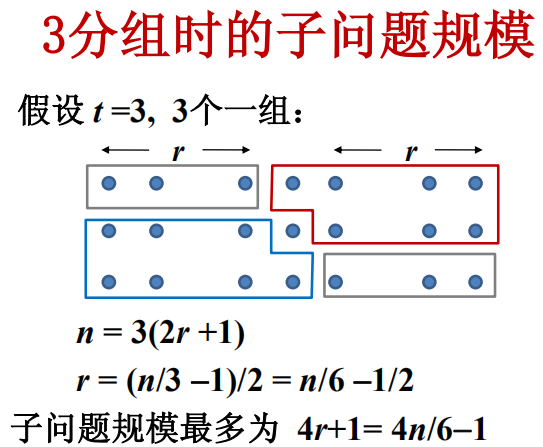 3分组时的子问题规模
假设 t =3, 3个一组：
r r
n = 3(2r +1)
r = (n/3 –1)/2 = n/6 –1/2
子问题规模最多为 4r+1= 4n/6–1